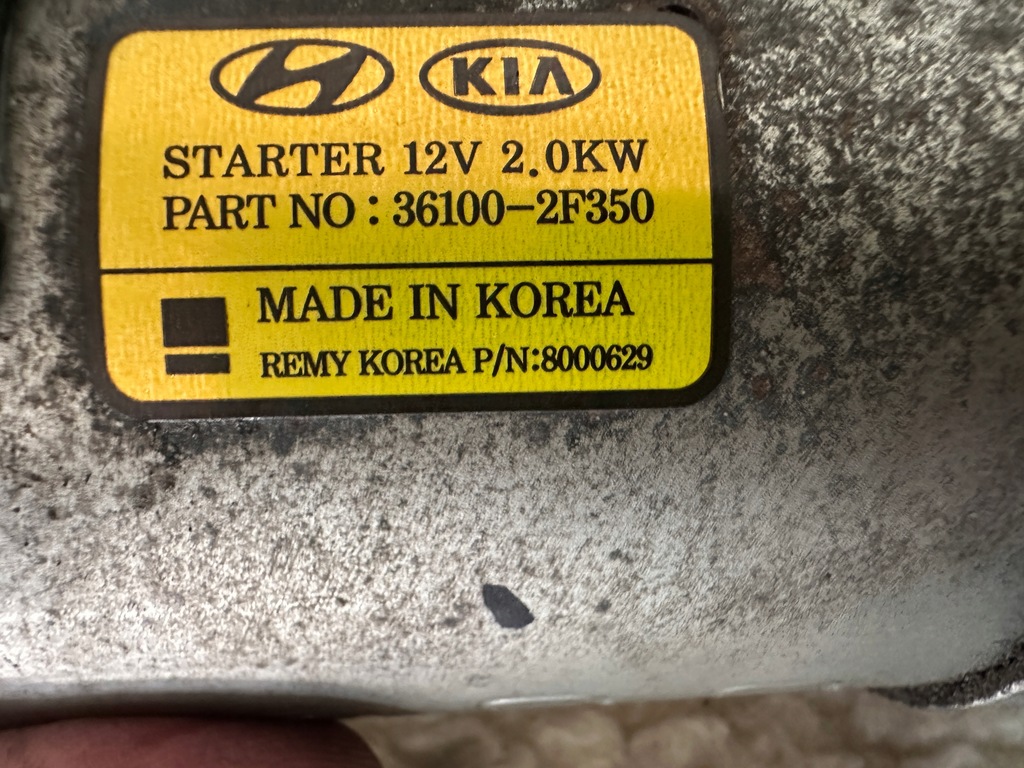 KIA
STARTER 12V 2.0KW
PART NO : 36100-2F350
MADE IN KOREA
REMY KOREA P/N:8000629